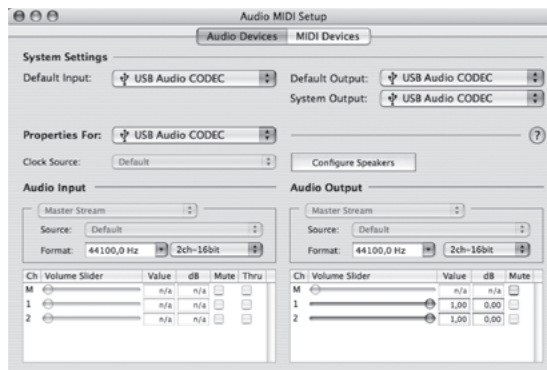 Audio MIDI Setup
Audio Devices MIDI Devices
System Settings
Default Input: USB Audio CODEC Default Output: USB Audio CODEC
System Output: USB Audio CODEC
Properties For: USB Audio CODEC ?
Clock Source: Default Configure Speakers
Audio Input Audio Output
Master Stream Master Stream
Source: Default Source: Default
Format: 44100,0 Hz 2ch-16bit Format: 44100,0 Hz 2ch-16bit
Ch Volume Slider Value dB Mute Thru Ch Volume Slider Value dB Mute
M n/a n/a M n/a n/a
1 n/a n/a 1 1,00 0,00
2 n/a n/a 2 1,00 0,00